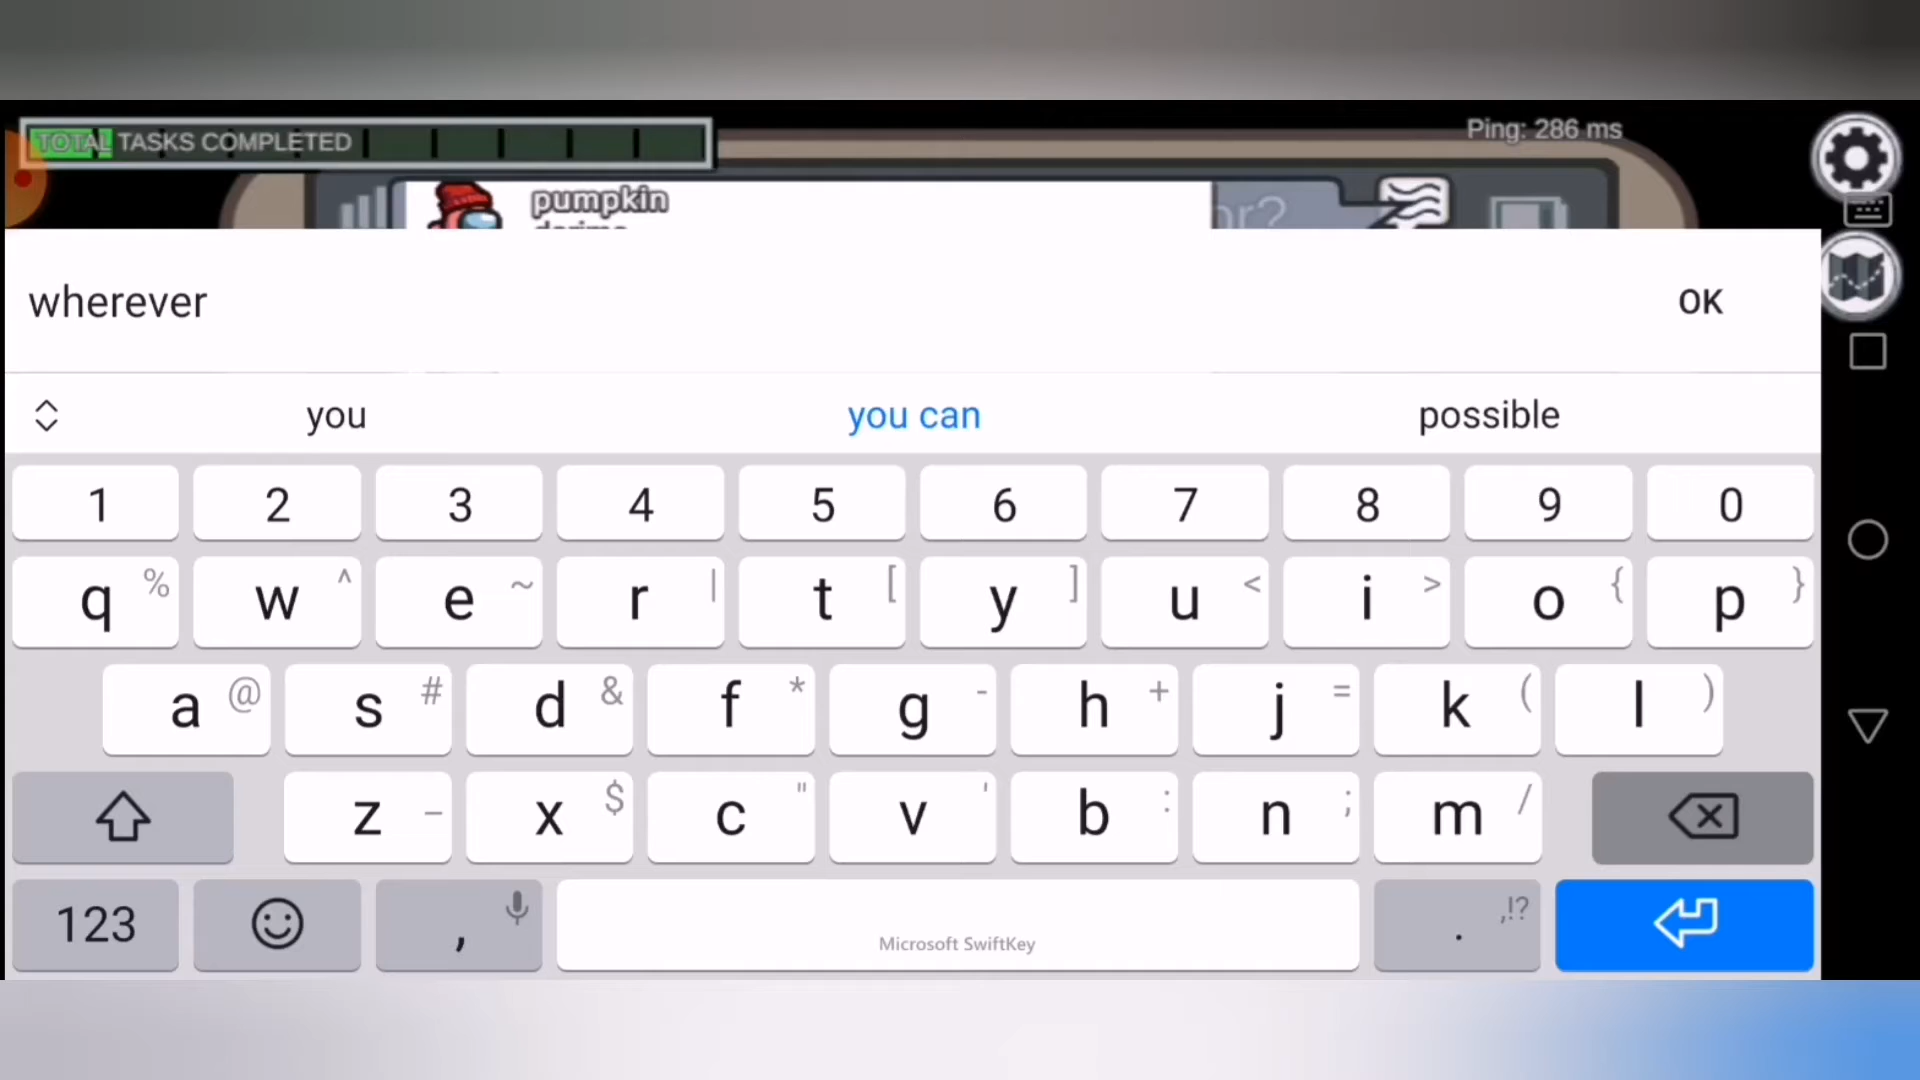 TOTAL TASKS COMPLETED
Ping: 286 ms
pumpkin
wherever
OK
you you can possible
1 2 3 4 5 6 7 8 9 0
q % w ^ e ~ r | t [ y ] u < i > o { p }
a @ s # d & f * g - h + j = k ( l )
z _ x $ c " v ' b : n ; m /
123 , Microsoft SwiftKey . ,!?